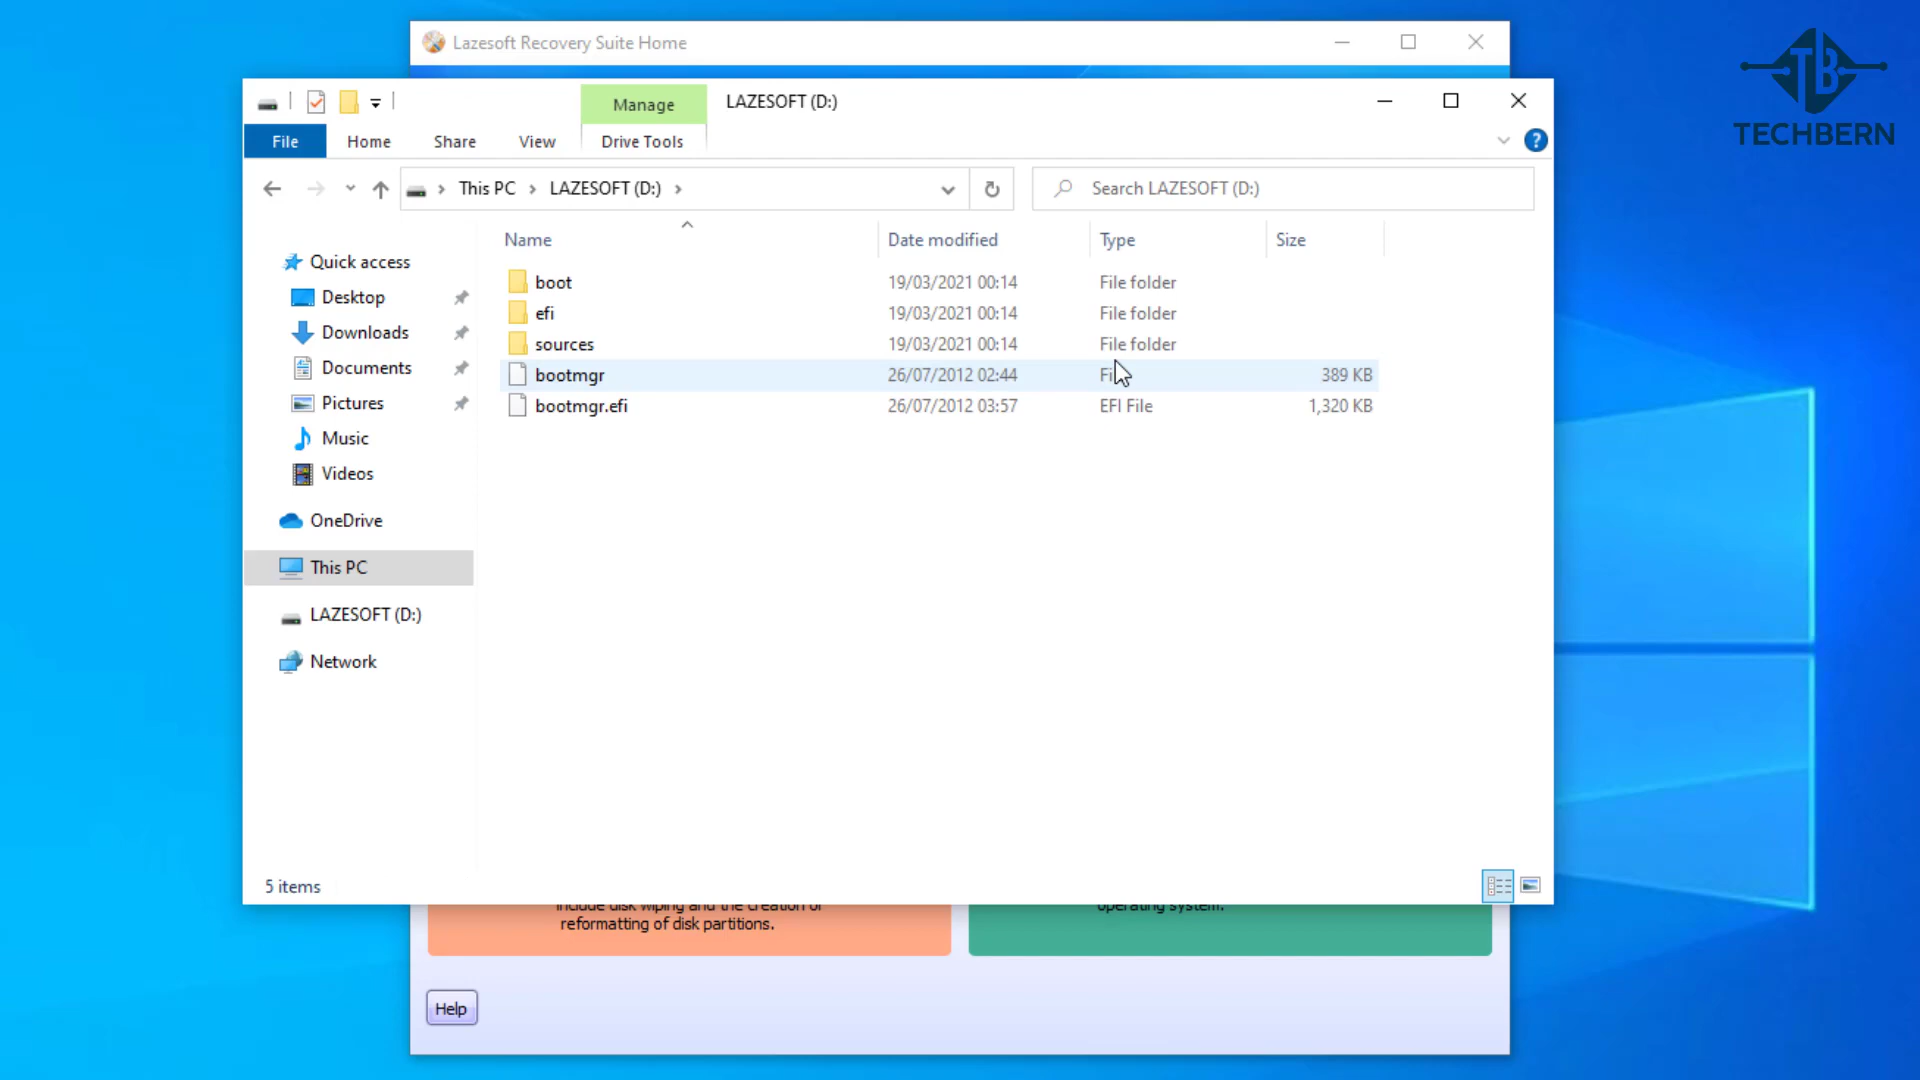 Lazesoft Recovery Suite Home
Manage
LAZESOFT (D:)
File
Home
Share
View
Drive Tools
This PC
LAZESOFT (D:)
Search LAZESOFT (D:)
Name
Date modified
Type
Size
boot
19/03/2021 00:14
File folder
efi
19/03/2021 00:14
File folder
sources
19/03/2021 00:14
File folder
bootmgr
26/07/2012 02:44
389 KB
bootmgr.efi
26/07/2012 03:57
EFI File
1,320 KB
Quick access
Desktop
Downloads
Documents
Pictures
Music
Videos
OneDrive
This PC
LAZESOFT (D:)
Network
5 items
include disk wiping and the creation or
reformatting of disk partitions.
operating system.
Help
TB
TECHBERN